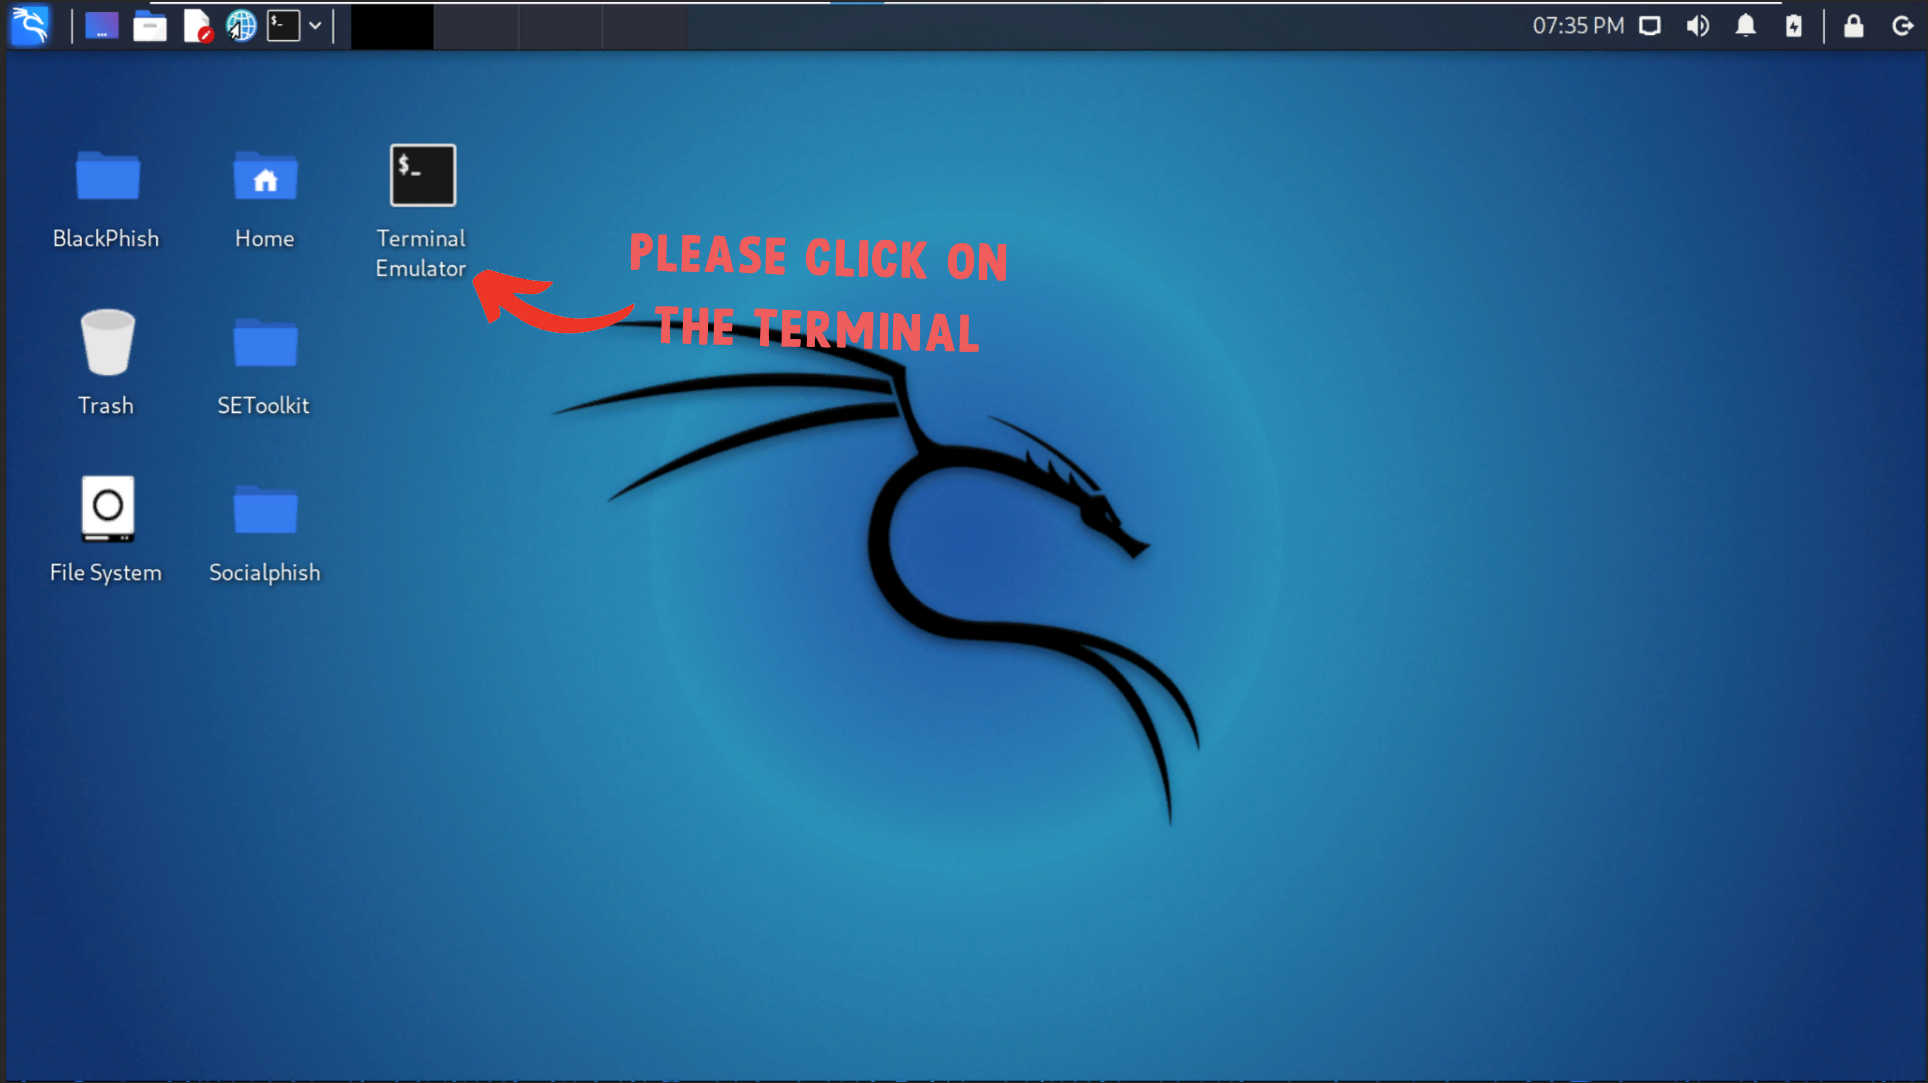 07:35 PM
$_
$_
BlackPhish
Home
Terminal
Emulator
PLEASE CLICK ON
THE TERMINAL
Trash
SEToolkit
File System
Socialphish